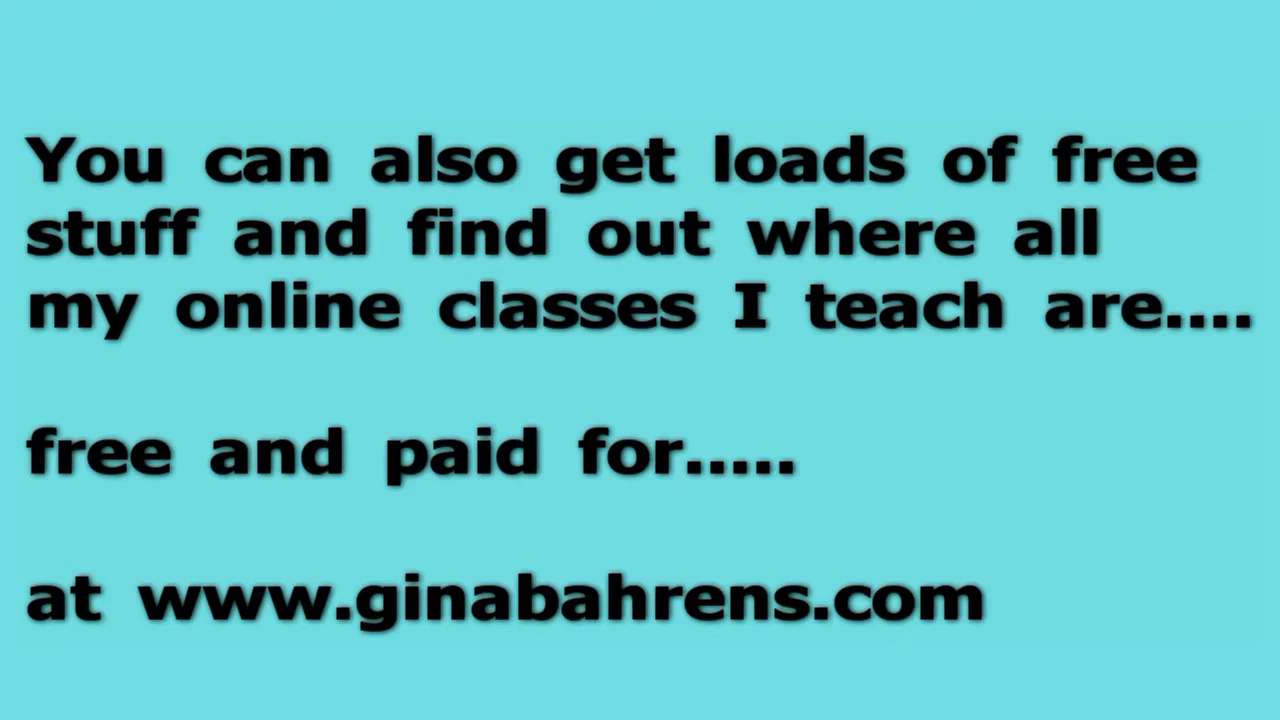 You can also get loads of free
stuff and find out where all
my online classes I teach are....
free and paid for.....
at www.ginabahrens.com